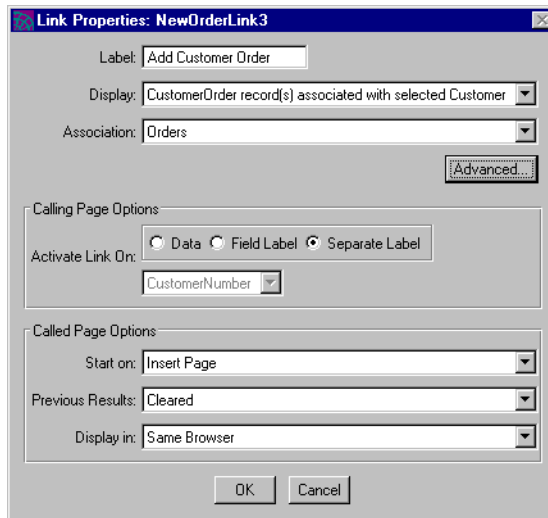 Link Properties: NewOrderLink3
Label: Add Customer Order
Display: CustomerOrder record(s) associated with selected Customer
Association: Orders
Advanced...
Calling Page Options
Activate Link On: Data Field Label Separate Label
CustomerNumber
Called Page Options
Start on: Insert Page
Previous Results: Cleared
Display in: Same Browser
OK Cancel